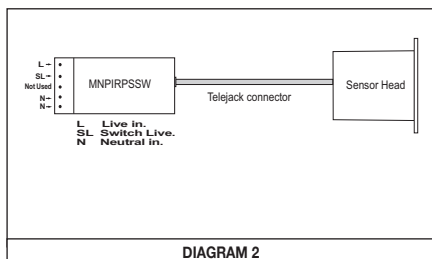 L
SL
Not Used
N
N
MNPIRPSSW
Telejack connector
Sensor Head
L Live in.
SL Switch Live.
N Neutral in.
DIAGRAM 2